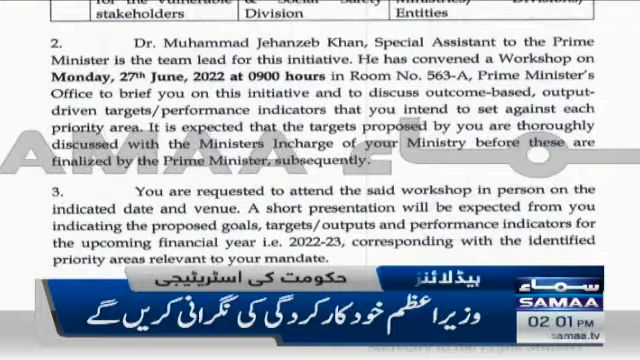 for the vulnerable & Social Safety Ministries/ Divisions/
stakeholders Division Entities
2. Dr. Muhammad Jehanzeb Khan, Special Assistant to the Prime
Minister is the team lead for this initiative. He has convened a Workshop on
Monday, 27th June, 2022 at 0900 hours in Room No. 563-A, Prime Minister's
Office to brief you on this initiative and to discuss outcome-based, output-
driven targets/performance indicators that you intend to set against each
priority area. It is expected that the targets proposed by you are thoroughly
discussed with the Ministers Incharge of your Ministry before these are
finalized by the Prime Minister, subsequently.
SAMAA سماء
3. You are requested to attend the said workshop in person on the
indicated date and venue. A short presentation will be expected from you
indicating the proposed goals, targets/outputs and performance indicators for
the upcoming financial year i.e. 2022-23, corresponding with the identified
priority areas relevant to your mandate.
ہیڈلائنز حکومت کی اسٹریٹیجی
وزیراعظم خود کارکردگی کی نگرانی کریں گے
سماء
SAMAA
02:01 PM
samaa.tv